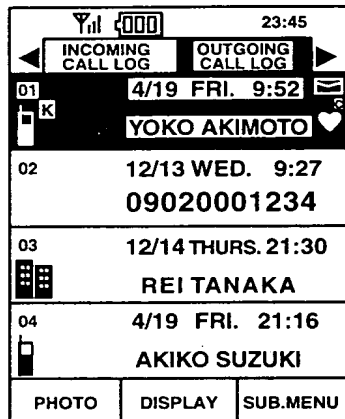 23:45
INCOMING CALL LOG
OUTGOING CALL LOG
01 4/19 FRI. 9:52
K
YOKO AKIMOTO
02 12/13 WED. 9:27
09020001234
03 12/14 THURS. 21:30
REI TANAKA
04 4/19 FRI. 21:16
AKIKO SUZUKI
PHOTO DISPLAY SUB.MENU